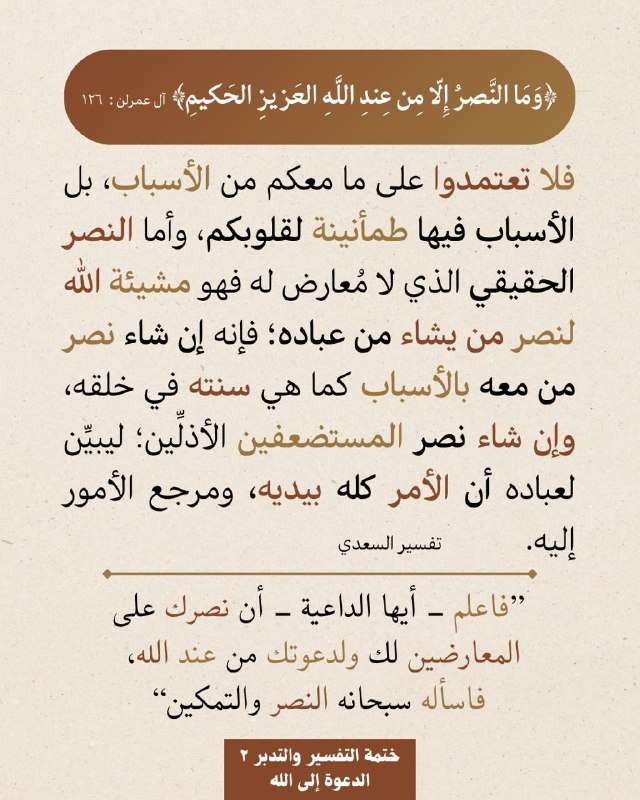 ﴿وَمَا النَّصرُ إِلّا مِن عِندِ اللَّهِ العَزيزِ الحَكيمِ﴾ آل عمرلن: ١٢٦
فلا تعتمدوا على ما معكم من الأسباب، بل
الأسباب فيها طمأنينة لقلوبكم، وأما النصر
الحقيقي الذي لا مُعارض له فهو مشيئة الله
لنصر من يشاء من عباده؛ فإنه إن شاء نصر
من معه بالأسباب كما هي سنته في خلقه،
وإن شاء نصر المستضعفين الأذلِّين؛ ليبيِّن
لعباده أن الأمر كله بيديه، ومرجع الأمور
إليه. تفسير السعدي
”فاعلم – أيها الداعية – أن نصرك على
المعارضين لك ولدعوتك من عند الله،
فاسأله سبحانه النصر والتمكين“
ختمة التفسير والتدبر ٢
الدعوة إلى الله